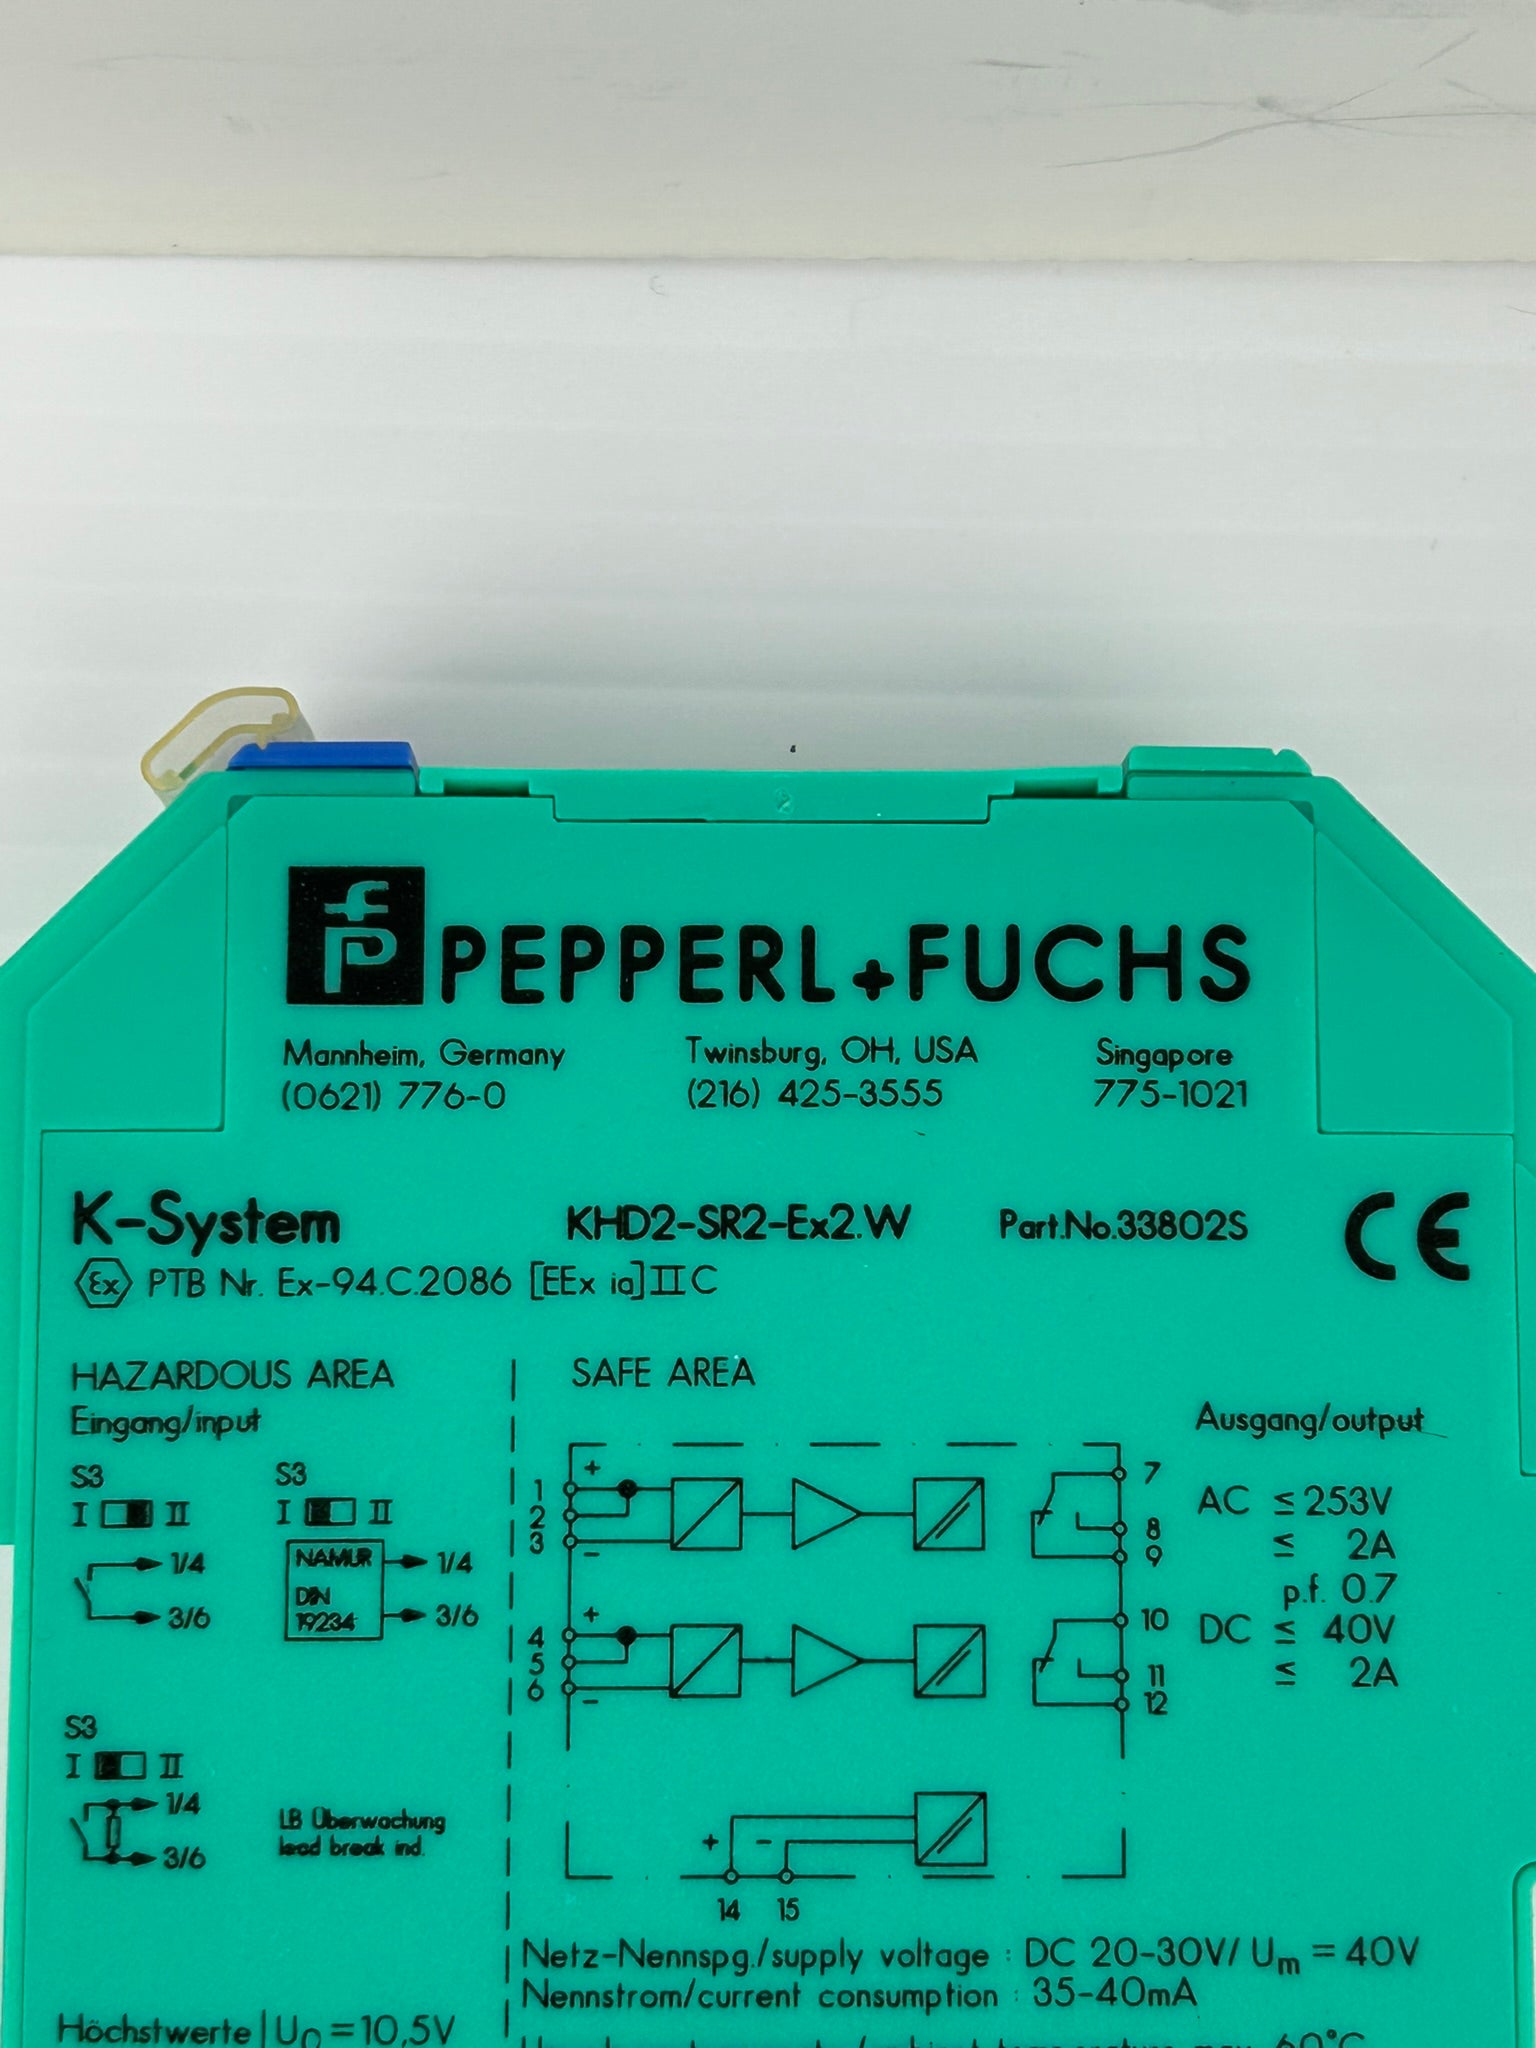 fp PEPPERL+FUCHS
Mannheim, Germany Twinsburg, OH, USA Singapore
(0621) 776-0 (216) 425-3555 775-1021
K-System KHD2-SR2-Ex2.W Part.No.33802S CE
Ex PTB Nr. Ex-94.C.2086 [EEx ia]IIC
HAZARDOUS AREA SAFE AREA
Eingang/input Ausgang/output
S3 S3
I II I II
1/4 NAMUR 1/4
3/6 DIN 19234 3/6
+ 7
1 AC ≤ 253V
2 8 ≤ 2A
3 9
- p.f. 0.7
+ 10 DC ≤ 40V
4
5 11 ≤ 2A
6 12
-
S3
I II
1/4 LB Überwachung
3/6 lead break ind.
+ -
14 15
Netz-Nennspg./supply voltage : DC 20-30V/ Um = 40V
Nennstrom/current consumption : 35-40mA
Höchstwerte | U0 = 10,5V
60°C